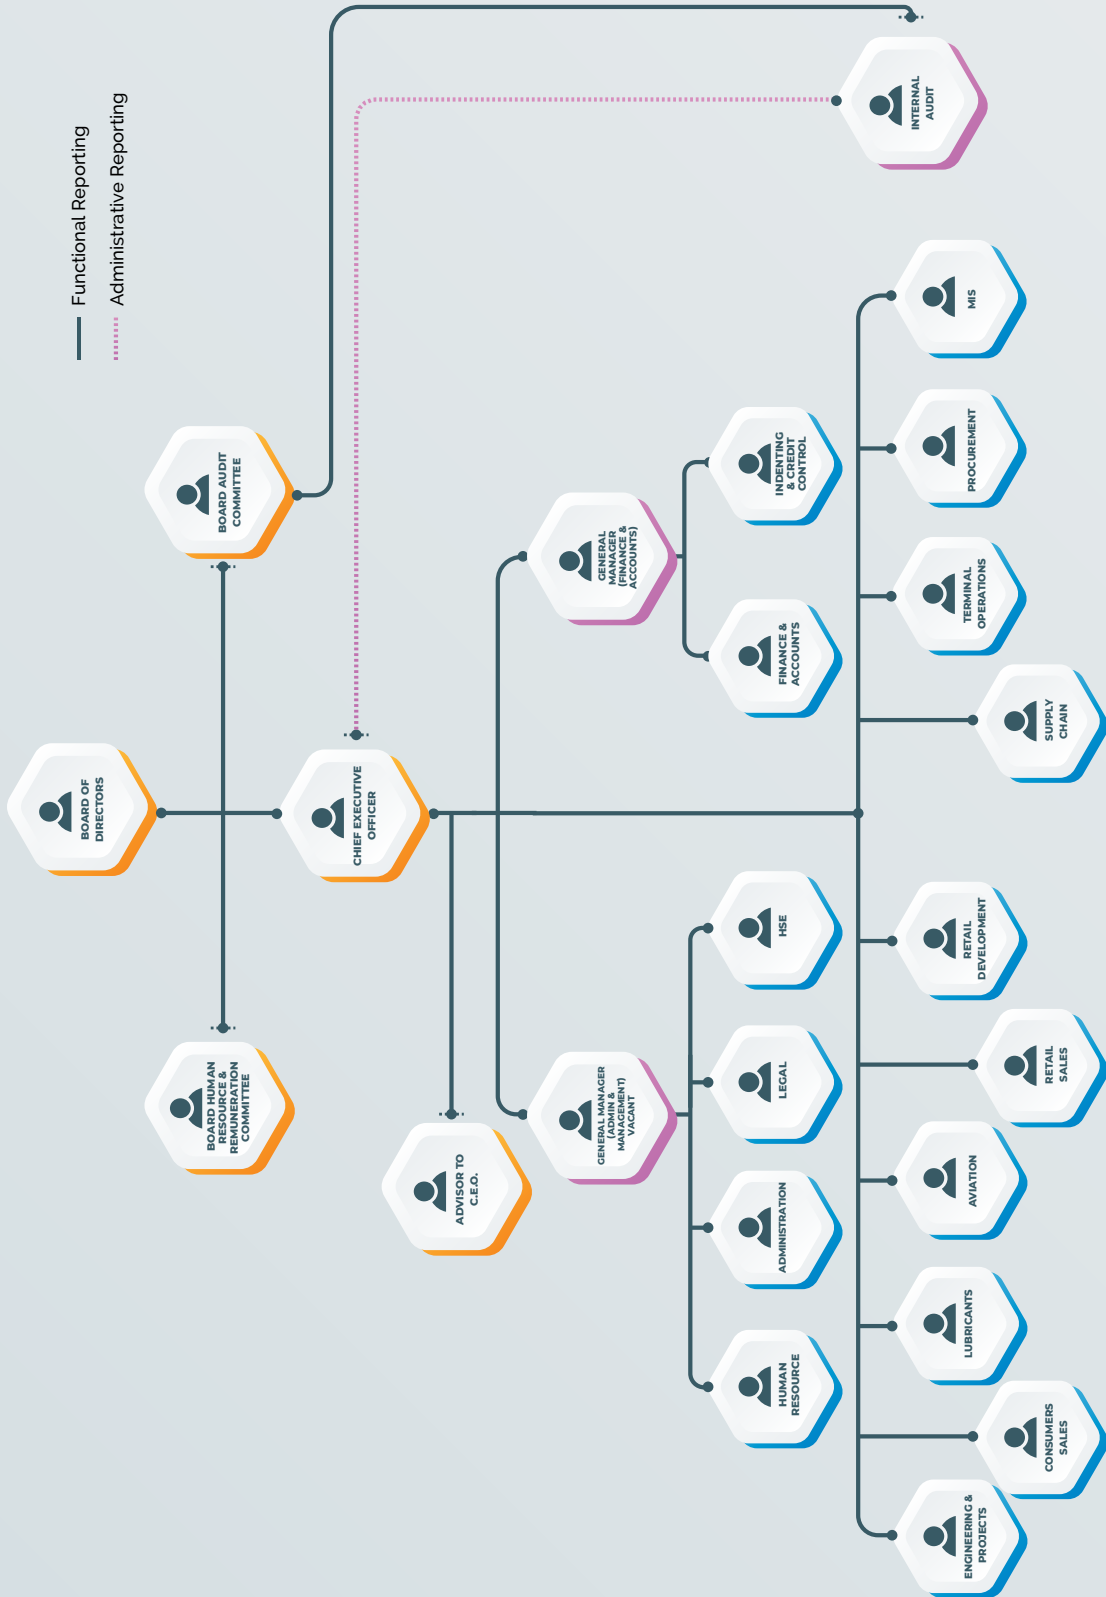 Functional Reporting
Administrative Reporting
BOARD OF
DIRECTORS
BOARD HUMAN
RESOURCE &
REMUNERATION
COMMITTEE
BOARD AUDIT
COMMITTEE
CHIEF EXECUTIVE
OFFICER
ADVISOR TO
C.E.O.
GENERAL MANAGER
(ADMIN &
MANAGEMENT)
VACANT
GENERAL
MANAGER
(FINANCE &
ACCOUNTS)
HUMAN
RESOURCE
ADMINISTRATION
LEGAL
HSE
FINANCE &
ACCOUNTS
INDENTING
& CREDIT
CONTROL
INTERNAL
AUDIT
ENGINEERING &
PROJECTS
CONSUMERS
SALES
LUBRICANTS
AVIATION
RETAIL
SALES
RETAIL
DEVELOPMENT
SUPPLY
CHAIN
TERMINAL
OPERATIONS
PROCUREMENT
MIS